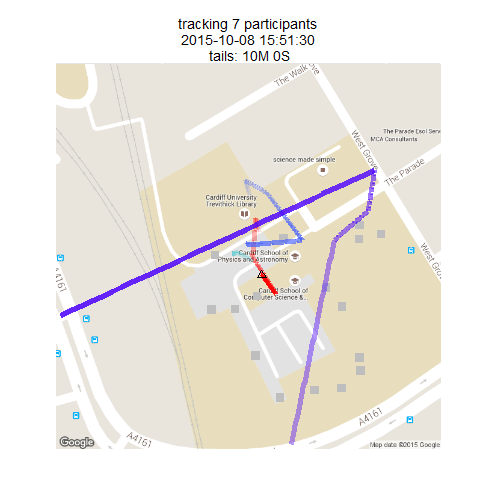 tracking 7 participants
2015-10-08 15:51:30
tails: 10M 0S
The Walk
West Grove
The Parade Esol Serv
MCA Consultants
science made simple
The Parade
Cardiff University
Trevithick Library
West Grove
Cardiff School of
Physics and Astronomy
Cardiff School of
Computer Science &...
A4161
A4161
A4161
Google
Map data ©2015 Google